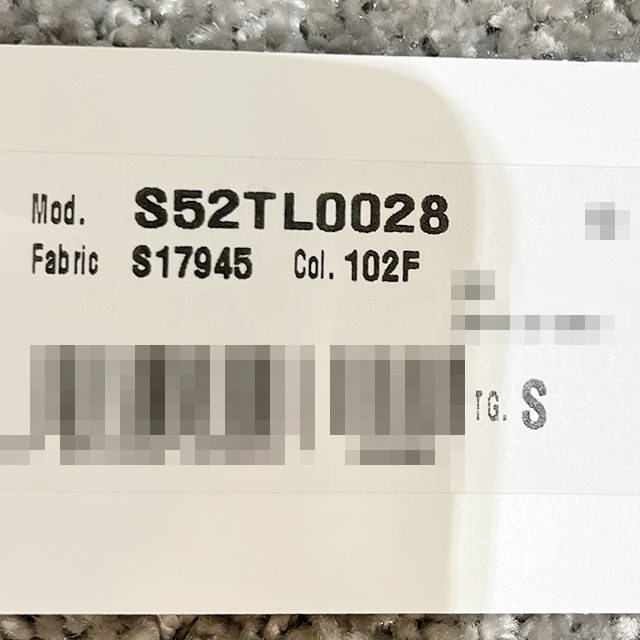 Mod. S52TL0028
Fabric S17945 Col. 102F
TG. S